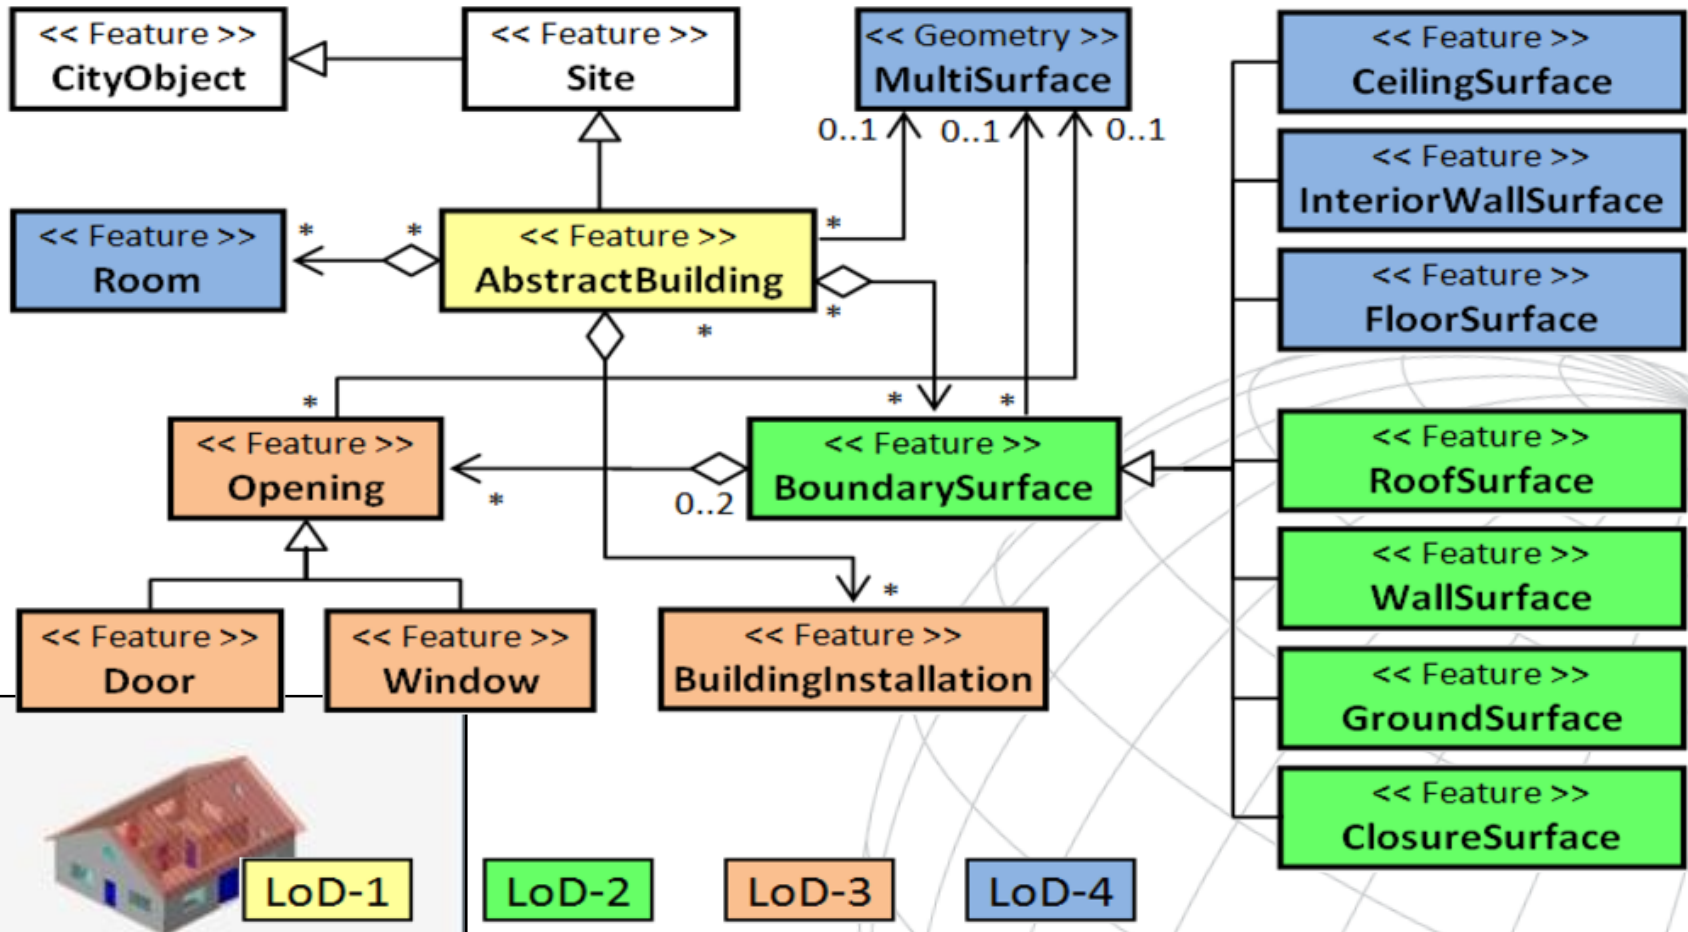 << Feature >>
CityObject
<< Feature >>
Site
<< Geometry >>
MultiSurface
0..1
0..1
0..1
<< Feature >>
CeilingSurface
<< Feature >>
InteriorWallSurface
<< Feature >>
FloorSurface
<< Feature >>
Room
*
*
<< Feature >>
AbstractBuilding
*
*
*
*
*
*
<< Feature >>
Opening
*
0..2
<< Feature >>
BoundarySurface
<< Feature >>
RoofSurface
<< Feature >>
WallSurface
<< Feature >>
GroundSurface
<< Feature >>
ClosureSurface
<< Feature >>
Door
<< Feature >>
Window
*
<< Feature >>
BuildingInstallation
LoD-1
LoD-2
LoD-3
LoD-4